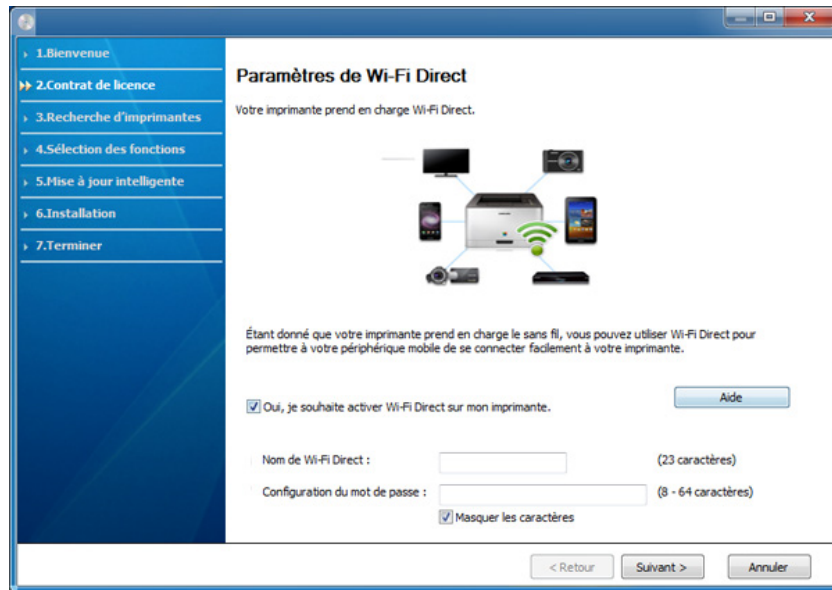 1.Bienvenue
2.Contrat de licence
3.Recherche d'imprimantes
4.Sélection des fonctions
5.Mise à jour intelligente
6.Installation
7.Terminer
Paramètres de Wi-Fi Direct
Votre imprimante prend en charge Wi-Fi Direct.
Étant donné que votre imprimante prend en charge le sans fil, vous pouvez utiliser Wi-Fi Direct pour
permettre à votre périphérique mobile de se connecter facilement à votre imprimante.
Oui, je souhaite activer Wi-Fi Direct sur mon imprimante.
Aide
Nom de Wi-Fi Direct :
(23 caractères)
Configuration du mot de passe :
(8 - 64 caractères)
Masquer les caractères
< Retour
Suivant >
Annuler